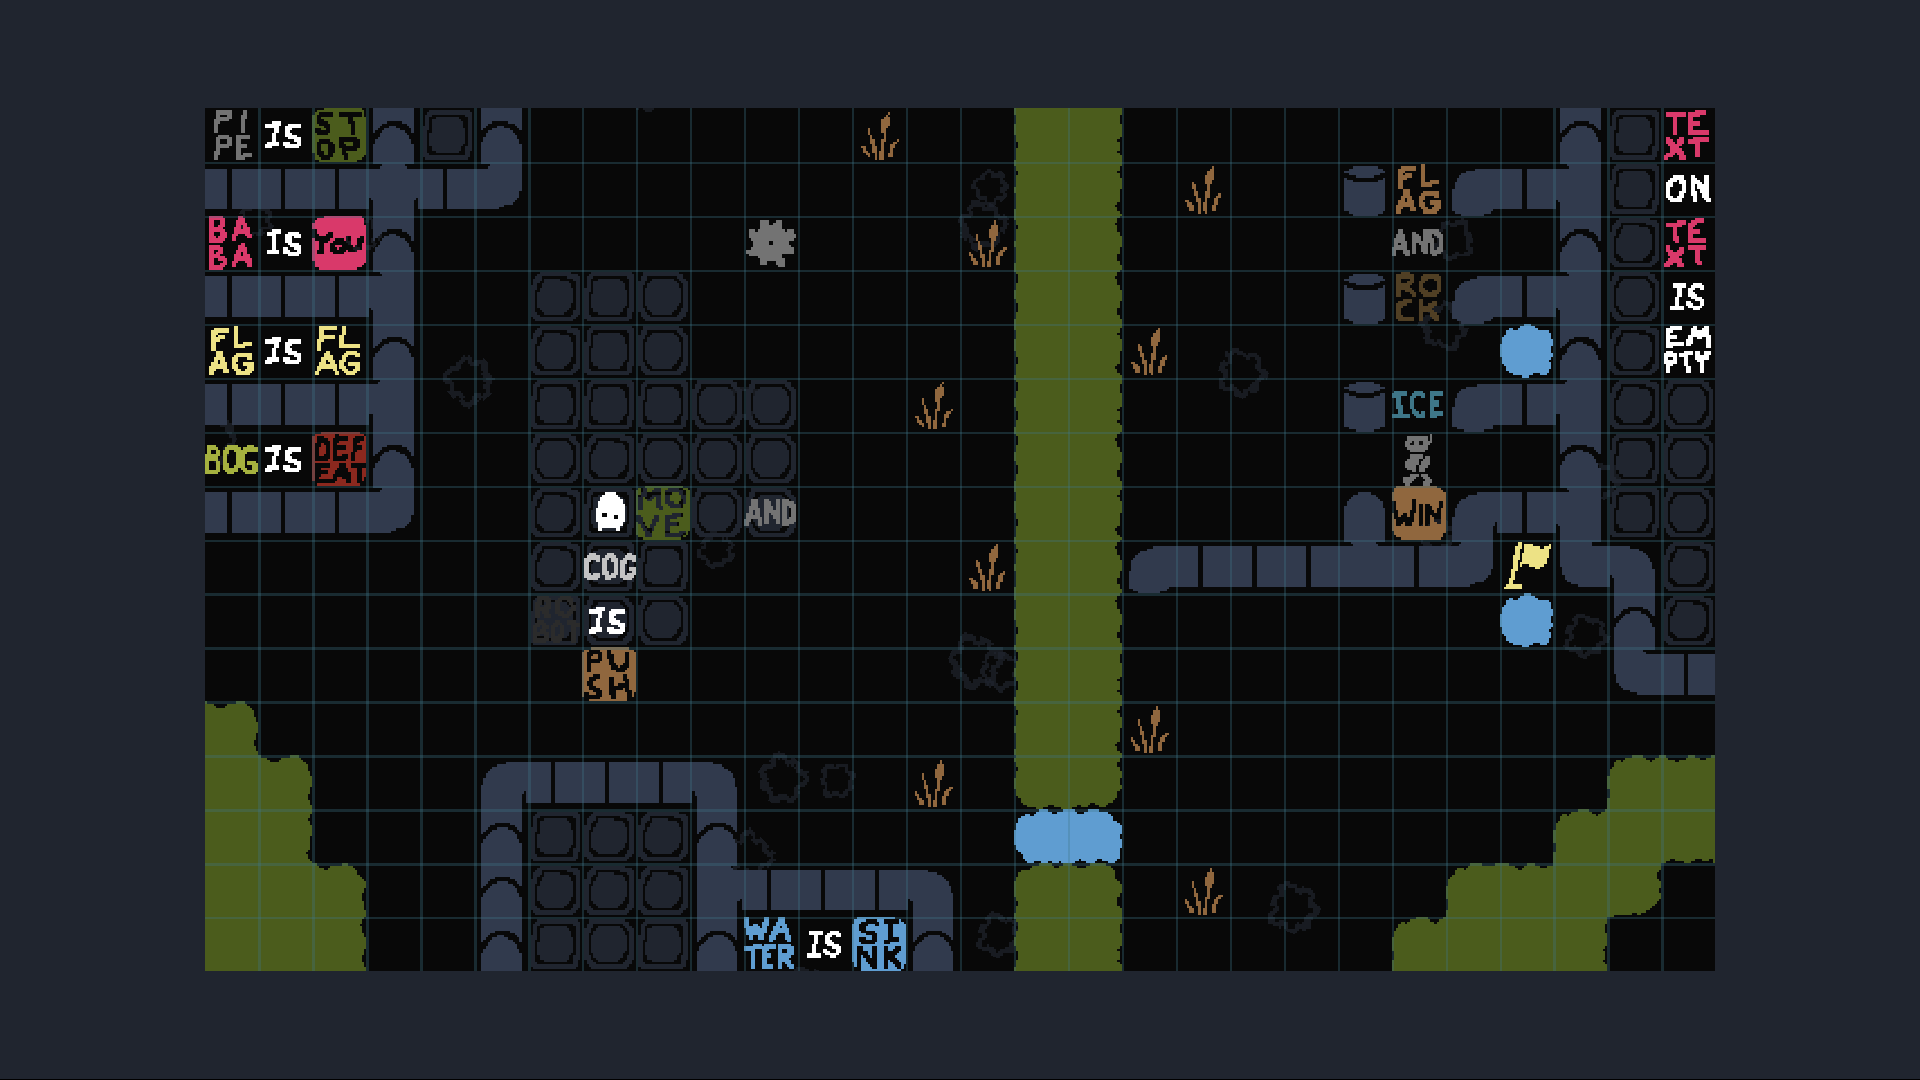 PIPE IS STOP
TEXT
FLAG
ON
BABA IS YOU
AND
TEXT
ROCK
IS
FLAG IS FLAG
EMPTY
ICE
BOG IS DEFEAT
MOVE
AND
WIN
COG
ROBOT
IS
PUSH
WATER IS SINK